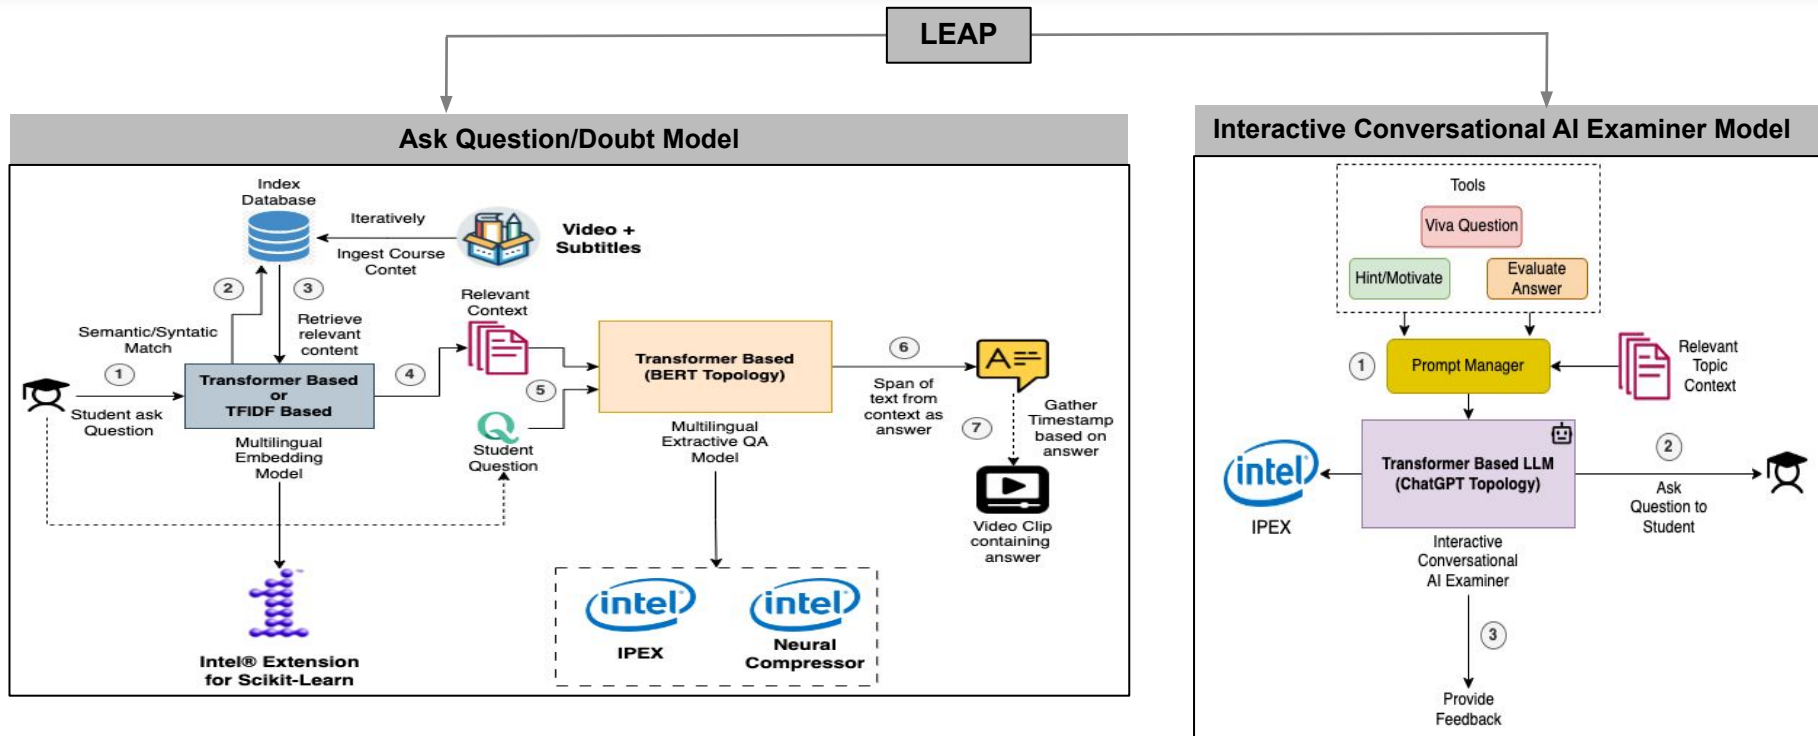 LEAP
Ask Question/Doubt Model
Index
Database
Iteratively
Ingest Course
Contet
Video +
Subtitles
2
3
Semantic/Syntatic
Match
Retrieve
relevant
content
1
Student ask
Question
Transformer Based
or
TFIDF Based
Multilingual
Embedding
Model
4
Relevant
Context
5
Q
Student
Question
Transformer Based
(BERT Topology)
Multilingual
Extractive QA
Model
6
Span of
text from
context as
answer
A
7
Gather
Timestamp
based on
answer
Video Clip
containing
answer
Intel® Extension
for Scikit-Learn
intel
IPEX
intel
Neural
Compressor
Interactive Conversational AI Examiner Model
Tools
Viva Question
Hint/Motivate
Evaluate
Answer
1
Prompt Manager
Relevant
Topic
Context
Transformer Based LLM
(ChatGPT Topology)
intel
IPEX
2
Ask
Question to
Student
Interactive
Conversational
AI Examiner
3
Provide
Feedback